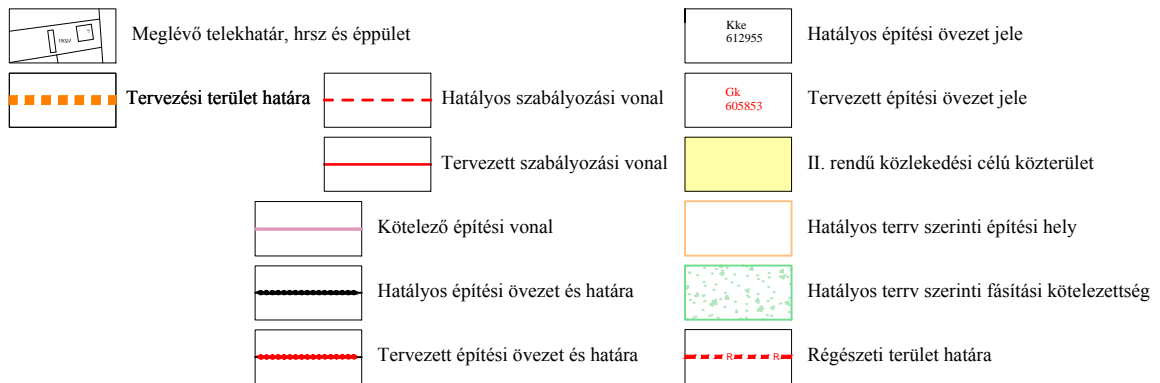 Meglévő telekhatár, hrsz és éppület
Tervezési terület határa
Hatályos szabályozási vonal
Tervezett szabályozási vonal
Kötelező építési vonal
Hatályos építési övezet és határa
Tervezett építési övezet és határa
Kke
612955
Hatályos építési övezet jele
Gk
605853
Tervezett építési övezet jele
II. rendű közlekedési célú közterület
Hatályos terrv szerinti építési hely
Hatályos terrv szerinti fásítási kötelezettség
R R
Régészeti terület határa